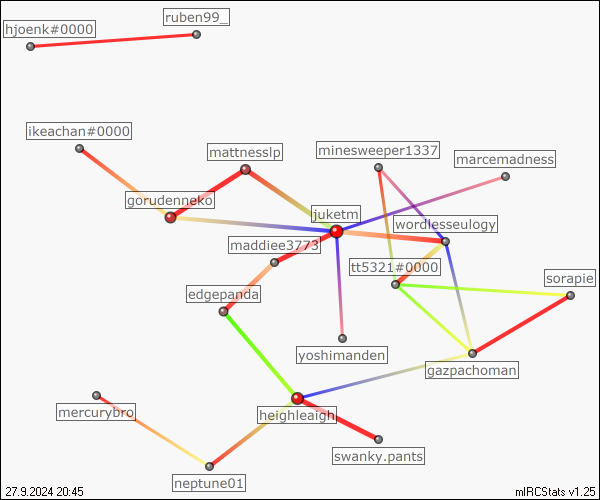 ruben99_
hjoenk#0000
ikeachan#0000
mattnesslp
minesweeper1337
marcemadness
gorudenneko
juketm
wordlesseulogy
maddiee3773
tt5321#0000
sorapie
edgepanda
yoshimanden
gazpachoman
mercurybro
heighleaigh
swanky.pants
neptune01
27.9.2024 20:45
mIRCStats v1.25